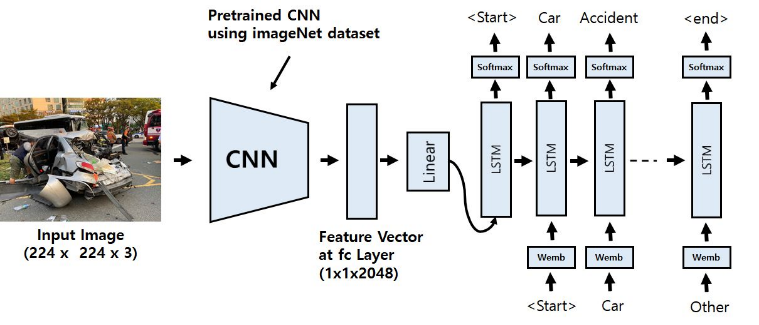 Pretrained CNN
using imageNet dataset
<Start>
Car
Accident
<end>
Softmax
Softmax
Softmax
Softmax
CNN
Linear
LSTM
LSTM
LSTM
LSTM
Input Image
(224 x  224 x 3)
Feature Vector
at fc Layer
(1x1x2048)
Wemb
Wemb
Wemb
<Start>
Car
Other